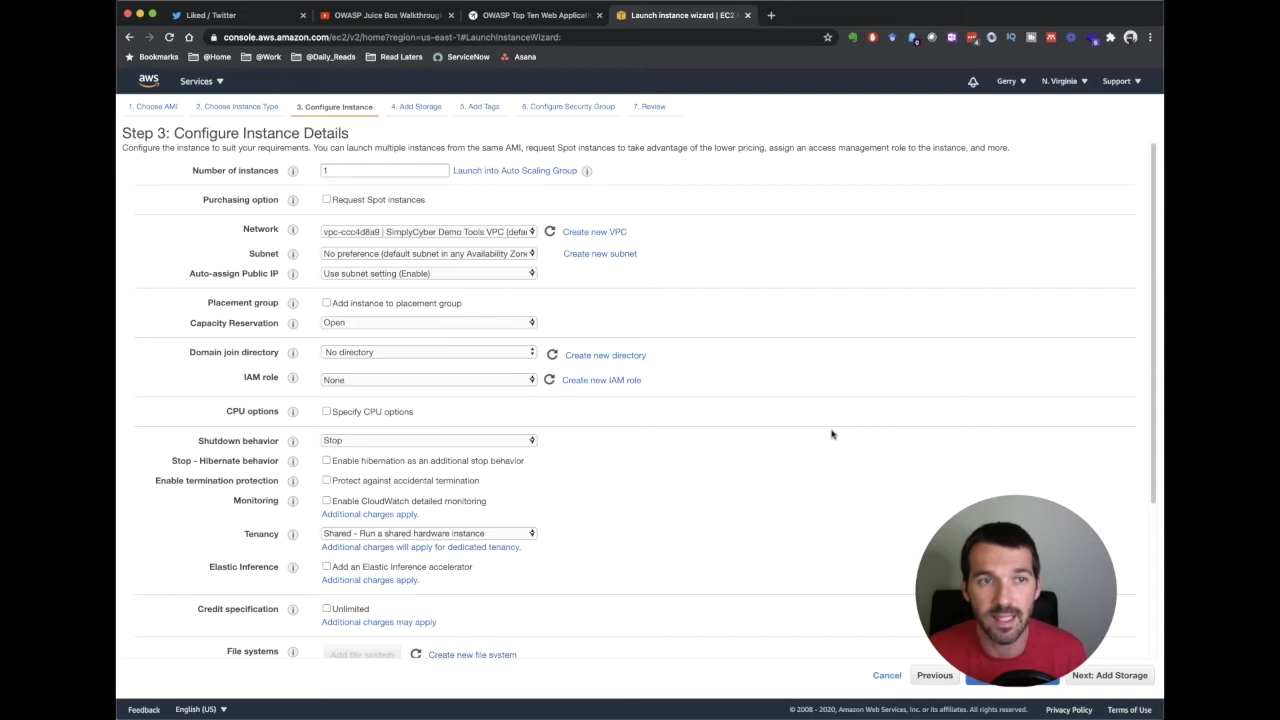 Liked / Twitter
OWASP Juice Box Walkthroug
OWASP Top Ten Web Applicati
Launch instance wizard | EC2
console.aws.amazon.com/ec2/v2/home?region=us-east-1#LaunchInstanceWizard:
Bookmarks
@Home
@Work
@Daily_Reads
Read Laters
ServiceNow
Asana
aws
Services
Gerry
N. Virginia
Support
1. Choose AMI
2. Choose Instance Type
3. Configure Instance
4. Add Storage
5. Add Tags
6. Configure Security Group
7. Review
Step 3: Configure Instance Details
Configure the instance to suit your requirements. You can launch multiple instances from the same AMI, request Spot instances to take advantage of the lower pricing, assign an access management role to the instance, and more.
Number of instances
1
Launch into Auto Scaling Group
Purchasing option
Request Spot instances
Network
vpc-ccc4d8a9 | SimplyCyber Demo Tools VPC (defau
Create new VPC
Subnet
No preference (default subnet in any Availability Zone
Create new subnet
Auto-assign Public IP
Use subnet setting (Enable)
Placement group
Add instance to placement group
Capacity Reservation
Open
Domain join directory
No directory
Create new directory
IAM role
None
Create new IAM role
CPU options
Specify CPU options
Shutdown behavior
Stop
Stop - Hibernate behavior
Enable hibernation as an additional stop behavior
Enable termination protection
Protect against accidental termination
Monitoring
Enable CloudWatch detailed monitoring
Additional charges apply.
Tenancy
Shared - Run a shared hardware instance
Additional charges will apply for dedicated tenancy.
Elastic Inference
Add an Elastic Inference accelerator
Additional charges apply.
Credit specification
Unlimited
Additional charges may apply
File systems
Add file system
Create new file system
Cancel
Previous
Next: Add Storage
Feedback
English (US)
© 2008 - 2020, Amazon Web Services, Inc. or its affiliates. All rights reserved.
Privacy Policy
Terms of Use